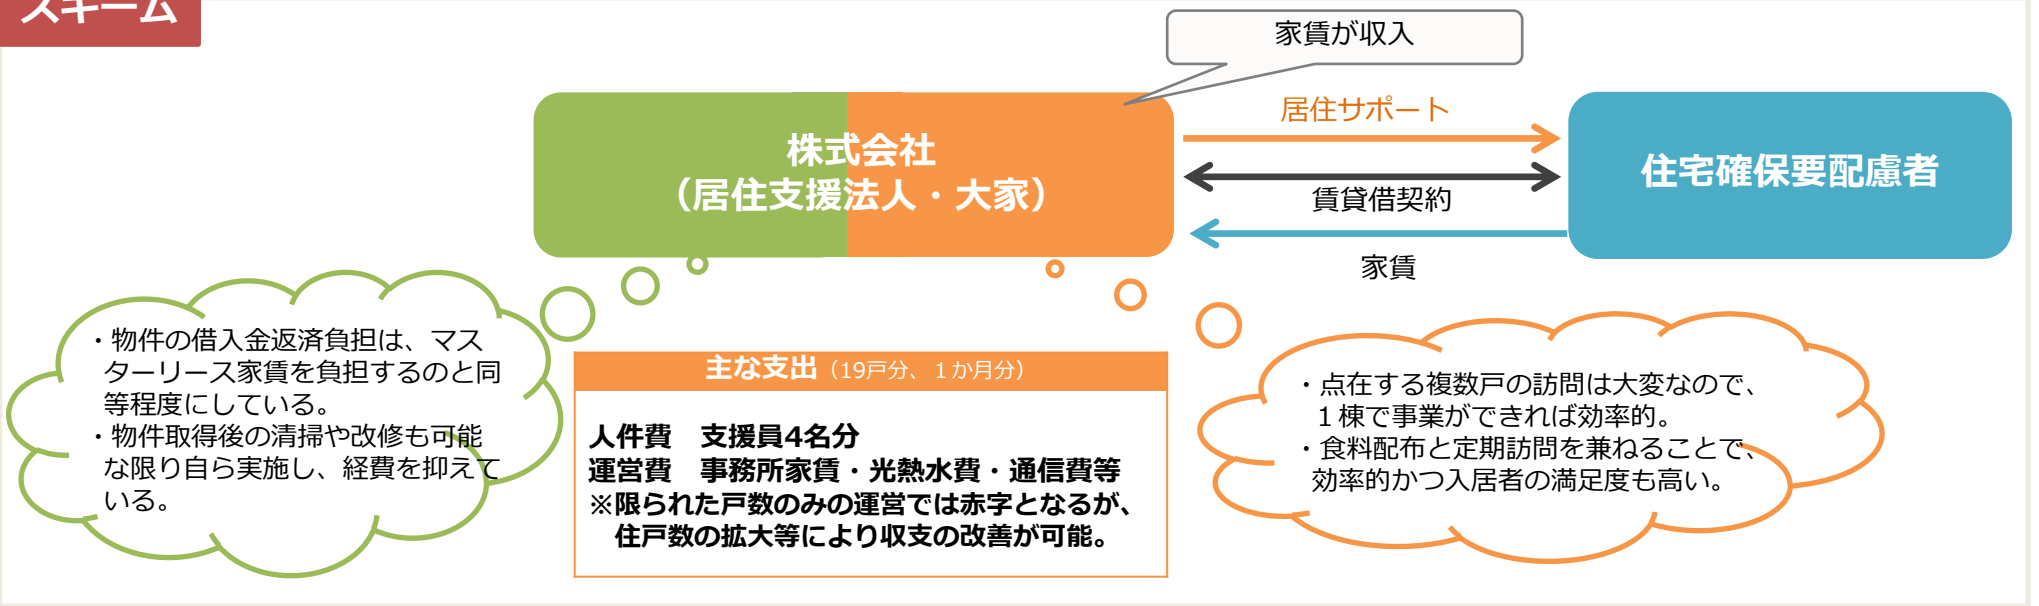 スキーム
家賃が収入
株式会社
（居住支援法人・大家）
居住サポート
賃貸借契約
家賃
住宅確保要配慮者
・物件の借入金返済負担は、マス
ターリース家賃を負担するのと同
等程度にしている。
・物件取得後の清掃や改修も可能
な限り自ら実施し、経費を抑えて
いる。
主な支出（19戸分、１か月分）
人件費　支援員4名分
運営費　事務所家賃・光熱水費・通信費等
※限られた戸数のみの運営では赤字となるが、
住戸数の拡大等により収支の改善が可能。
・点在する複数戸の訪問は大変なので、
１棟で事業ができれば効率的。
・食料配布と定期訪問を兼ねることで、
効率的かつ入居者の満足度も高い。